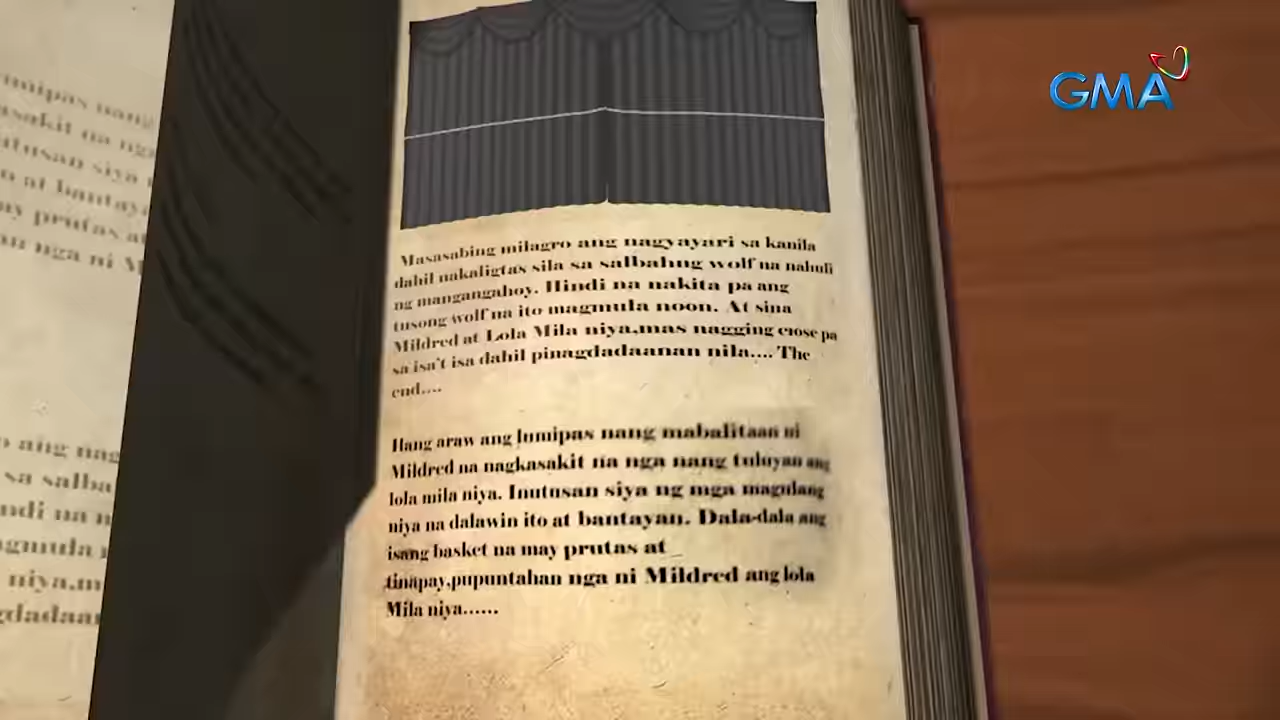 GMA
Masasabing milagro ang nagyayari sa kanila
dahil nakaligtas sila sa salbahng wolf na nahuli
ng mangangahoy. Hindi na nakita pa ang
tusong wolf na ito magmula noon. At sina
Mildred at Lola Mila niya,mas nagging close pa
sa isa't isa dahil pinagdadaanan nila.... The
end....
Ilang araw ang lumipas nang mabalitaan ni
Mildred na nagkasakit na nga nang tuluyan ang
lola mila niya. Inutusan siya ng mga magulang
niya na dalawin ito at bantayan. Dala-dala ang
isang basket na may prutas at
tinapay,pupuntahan nga ni Mildred ang lola
Mila niya......